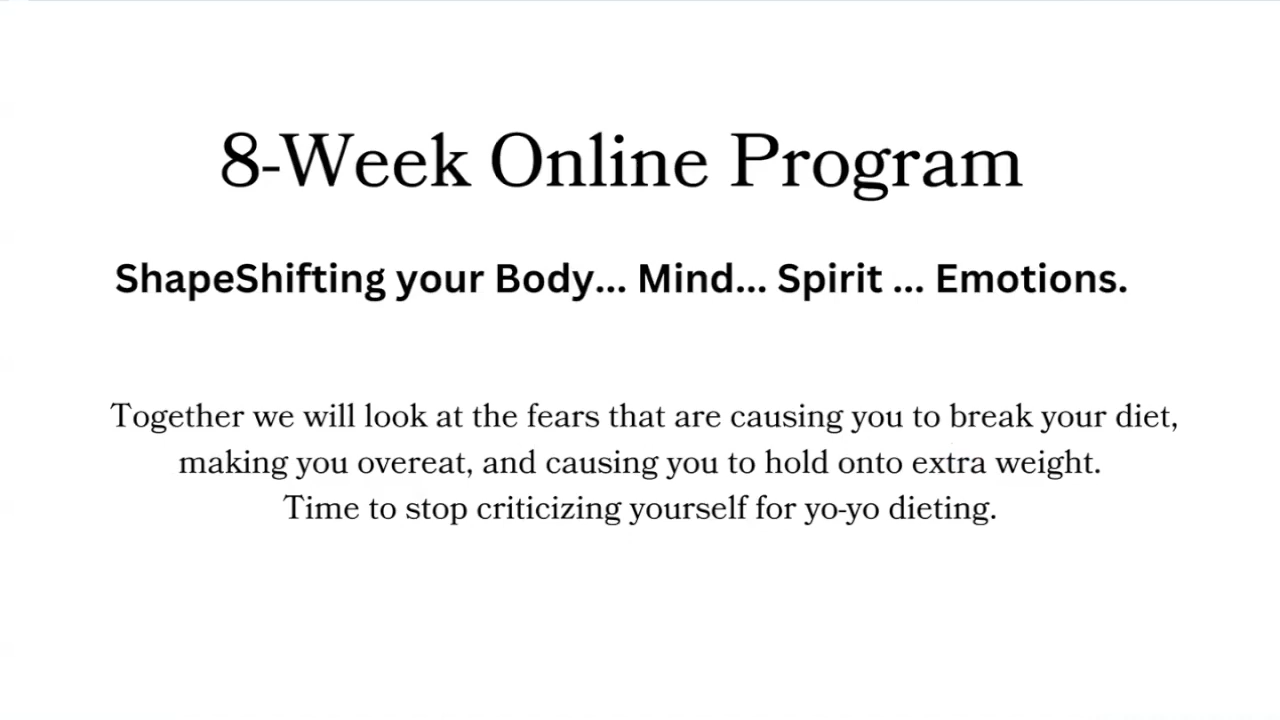 8-Week Online Program
ShapeShifting your Body... Mind... Spirit ... Emotions.
Together we will look at the fears that are causing you to break your diet,
making you overeat, and causing you to hold onto extra weight.
Time to stop criticizing yourself for yo-yo dieting.